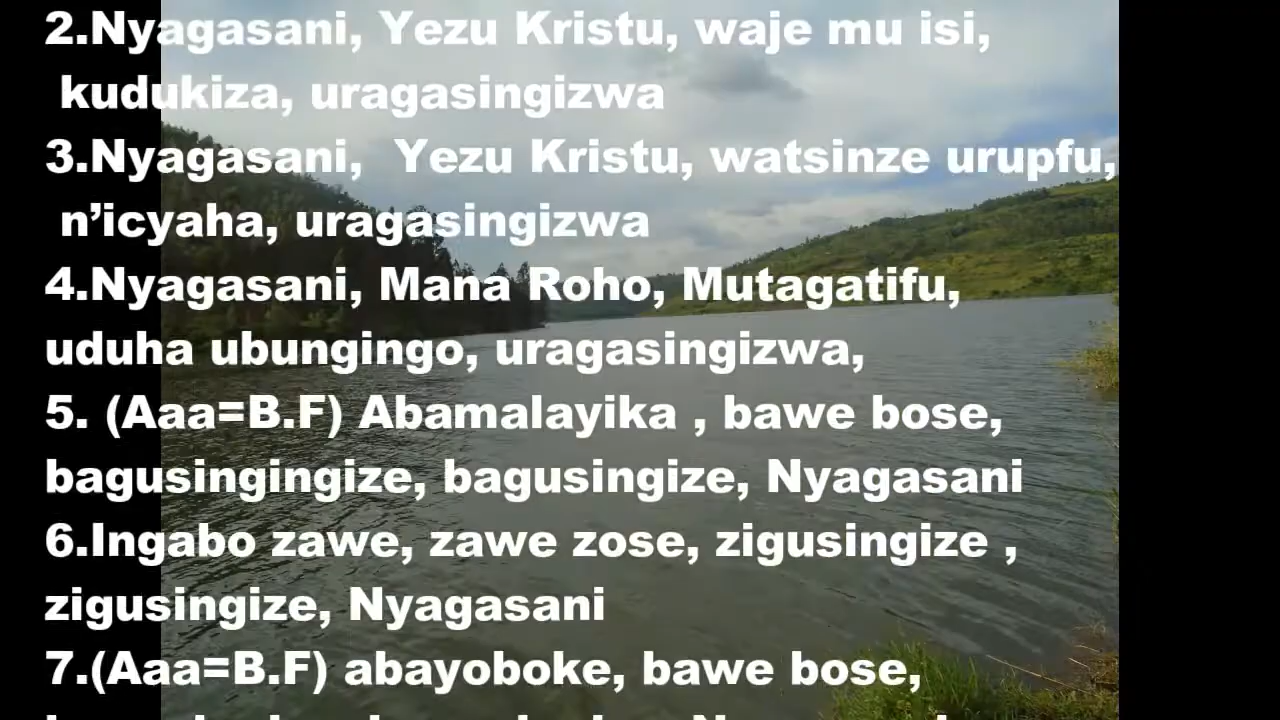 2.Nyagasani, Yezu Kristu, waje mu isi,
kudukiza, uragasingizwa
3.Nyagasani, Yezu Kristu, watsinze urupfu,
n’icyaha, uragasingizwa
4.Nyagasani, Mana Roho, Mutagatifu,
uduha ubungingo, uragasingizwa,
5. (Aaa=B.F) Abamalayika , bawe bose,
bagusingingize, bagusingize, Nyagasani
6.Ingabo zawe, zawe zose, zigusingize ,
zigusingize, Nyagasani
7.(Aaa=B.F) abayoboke, bawe bose,